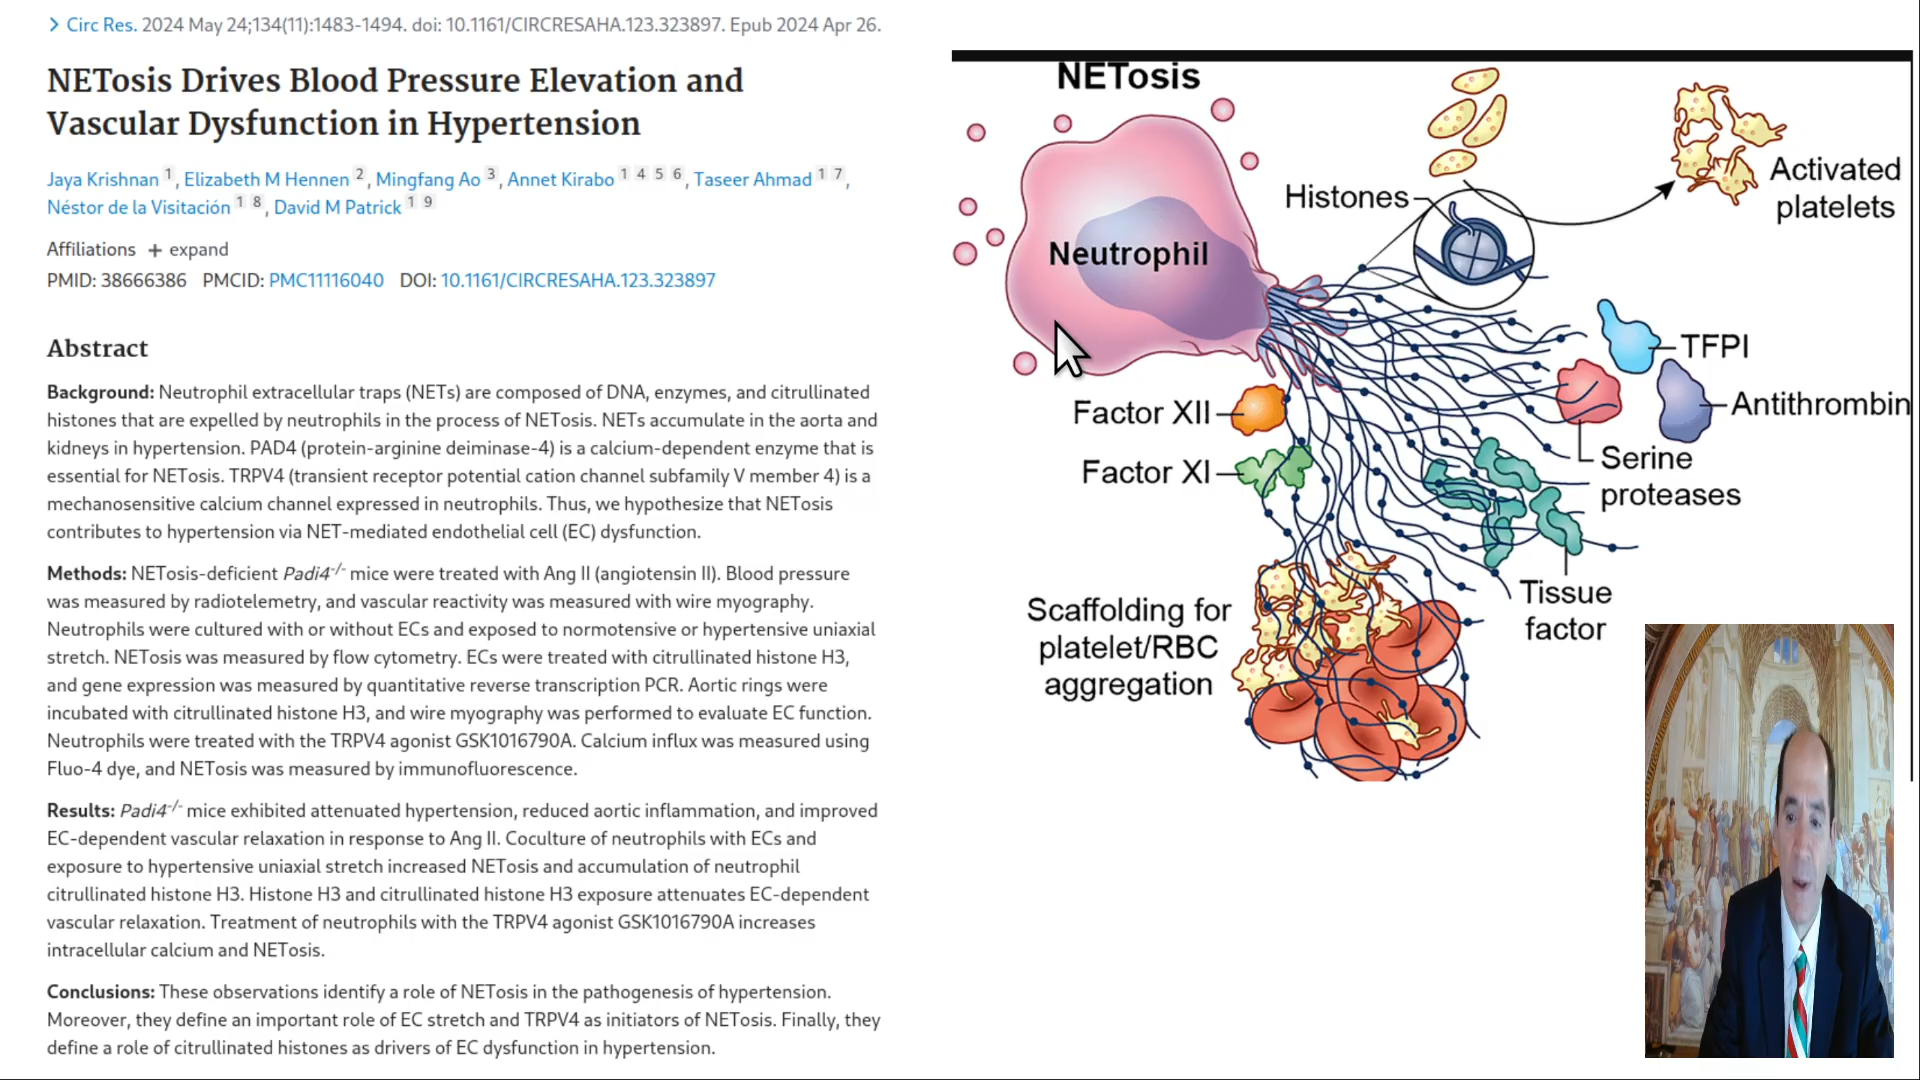 > Circ Res. 2024 May 24;134(11):1483-1494. doi: 10.1161/CIRCRESAHA.123.323897. Epub 2024 Apr 26.
NETosis Drives Blood Pressure Elevation and
Vascular Dysfunction in Hypertension
Jaya Krishnan 1, Elizabeth M Hennen 2, Mingfang Ao 3, Annet Kirabo 1 4 5 6, Taseer Ahmad 1 7,
Néstor de la Visitación 1 8, David M Patrick 1 9
Affiliations + expand
PMID: 38666386 PMCID: PMC11116040 DOI: 10.1161/CIRCRESAHA.123.323897
Abstract
Background: Neutrophil extracellular traps (NETs) are composed of DNA, enzymes, and citrullinated
histones that are expelled by neutrophils in the process of NETosis. NETs accumulate in the aorta and
kidneys in hypertension. PAD4 (protein-arginine deiminase-4) is a calcium-dependent enzyme that is
essential for NETosis. TRPV4 (transient receptor potential cation channel subfamily V member 4) is a
mechanosensitive calcium channel expressed in neutrophils. Thus, we hypothesize that NETosis
contributes to hypertension via NET-mediated endothelial cell (EC) dysfunction.
Methods: NETosis-deficient Padi4-/- mice were treated with Ang II (angiotensin II). Blood pressure
was measured by radiotelemetry, and vascular reactivity was measured with wire myography.
Neutrophils were cultured with or without ECs and exposed to normotensive or hypertensive uniaxial
stretch. NETosis was measured by flow cytometry. ECs were treated with citrullinated histone H3,
and gene expression was measured by quantitative reverse transcription PCR. Aortic rings were
incubated with citrullinated histone H3, and wire myography was performed to evaluate EC function.
Neutrophils were treated with the TRPV4 agonist GSK1016790A. Calcium influx was measured using
Fluo-4 dye, and NETosis was measured by immunofluorescence.
Results: Padi4-/- mice exhibited attenuated hypertension, reduced aortic inflammation, and improved
EC-dependent vascular relaxation in response to Ang II. Coculture of neutrophils with ECs and
exposure to hypertensive uniaxial stretch increased NETosis and accumulation of neutrophil
citrullinated histone H3. Histone H3 and citrullinated histone H3 exposure attenuates EC-dependent
vascular relaxation. Treatment of neutrophils with the TRPV4 agonist GSK1016790A increases
intracellular calcium and NETosis.
Conclusions: These observations identify a role of NETosis in the pathogenesis of hypertension.
Moreover, they define an important role of EC stretch and TRPV4 as initiators of NETosis. Finally, they
define a role of citrullinated histones as drivers of EC dysfunction in hypertension.
NETosis
Activated
platelets
Histones
Neutrophil
TFPI
Antithrombin
Factor XII
Factor XI
Serine
proteases
Tissue
factor
Scaffolding for
platelet/RBC
aggregation